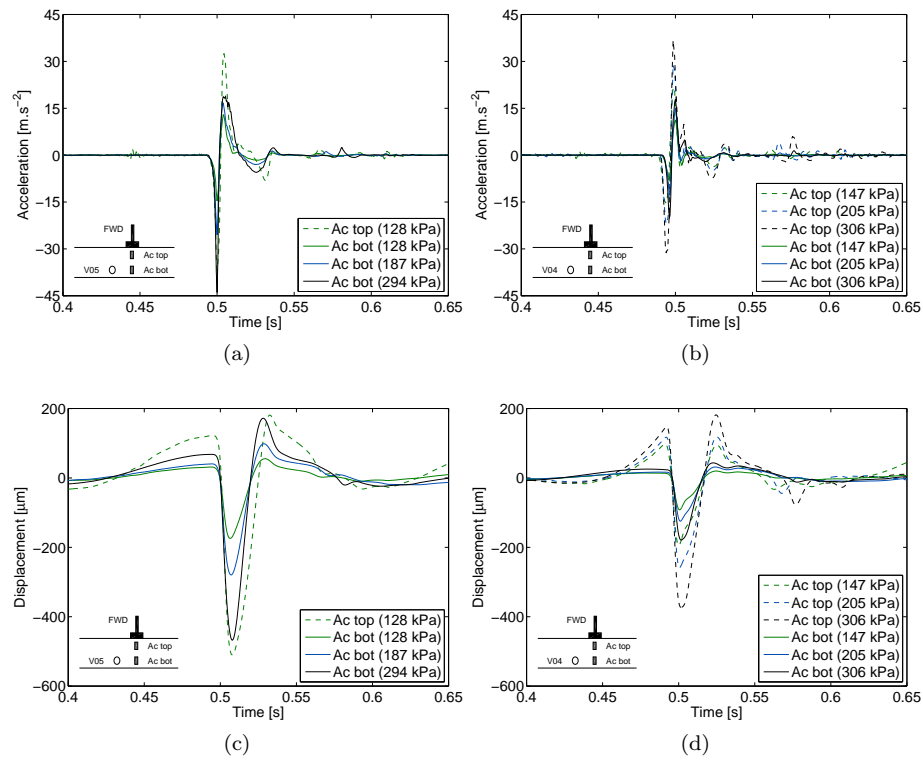 45
30
15
0
−15
−30
−45
Acceleration [m.s−2]
0.4 0.45 0.5 0.55 0.6 0.65
Time [s]
FWD
Ac top
V05 Ac bot
Ac top (128 kPa)
Ac bot (128 kPa)
Ac bot (187 kPa)
Ac bot (294 kPa)
(a)
45
30
15
0
−15
−30
−45
Acceleration [m.s−2]
0.4 0.45 0.5 0.55 0.6 0.65
Time [s]
FWD
Ac top
V04 Ac bot
Ac top (147 kPa)
Ac top (205 kPa)
Ac top (306 kPa)
Ac bot (147 kPa)
Ac bot (205 kPa)
Ac bot (306 kPa)
(b)
200
0
−200
−400
−600
Displacement [μm]
0.4 0.45 0.5 0.55 0.6 0.65
Time [s]
FWD
Ac top
V05 Ac bot
Ac top (128 kPa)
Ac bot (128 kPa)
Ac bot (187 kPa)
Ac bot (294 kPa)
(c)
200
0
−200
−400
−600
Displacement [μm]
0.4 0.45 0.5 0.55 0.6 0.65
Time [s]
FWD
Ac top
V04 Ac bot
Ac top (147 kPa)
Ac top (205 kPa)
Ac top (306 kPa)
Ac bot (147 kPa)
Ac bot (205 kPa)
Ac bot (306 kPa)
(d)